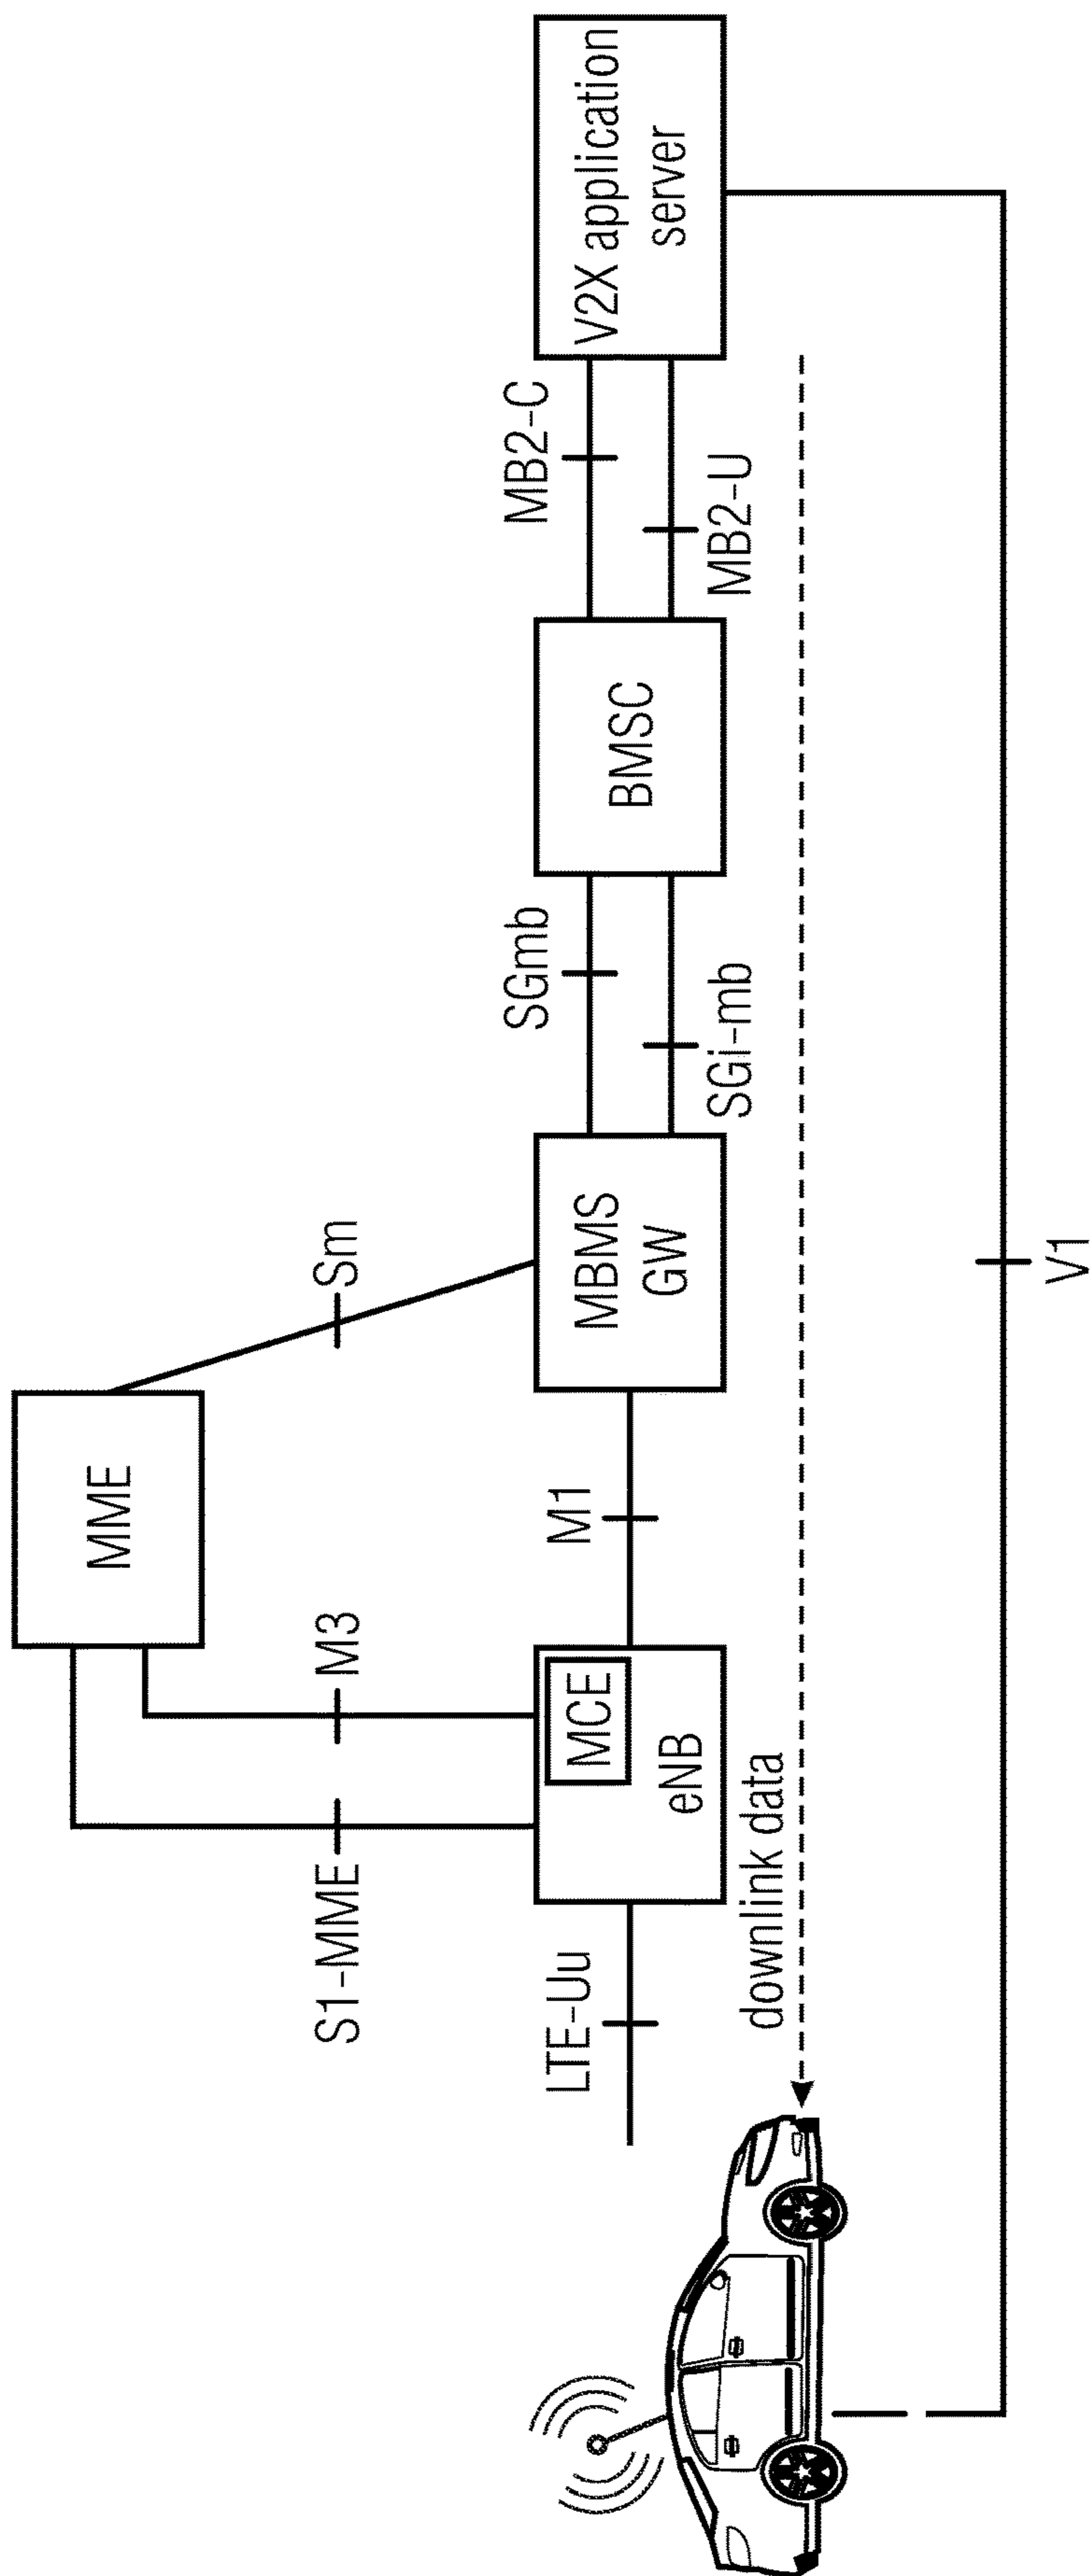 MME
S1-MME
M3
Sm
LTE-Uu
MCE
eNB
M1
MBMS
GW
SGmb
SGi-mb
BMSC
MB2-C
MB2-U
V2X application
server
downlink data
V1